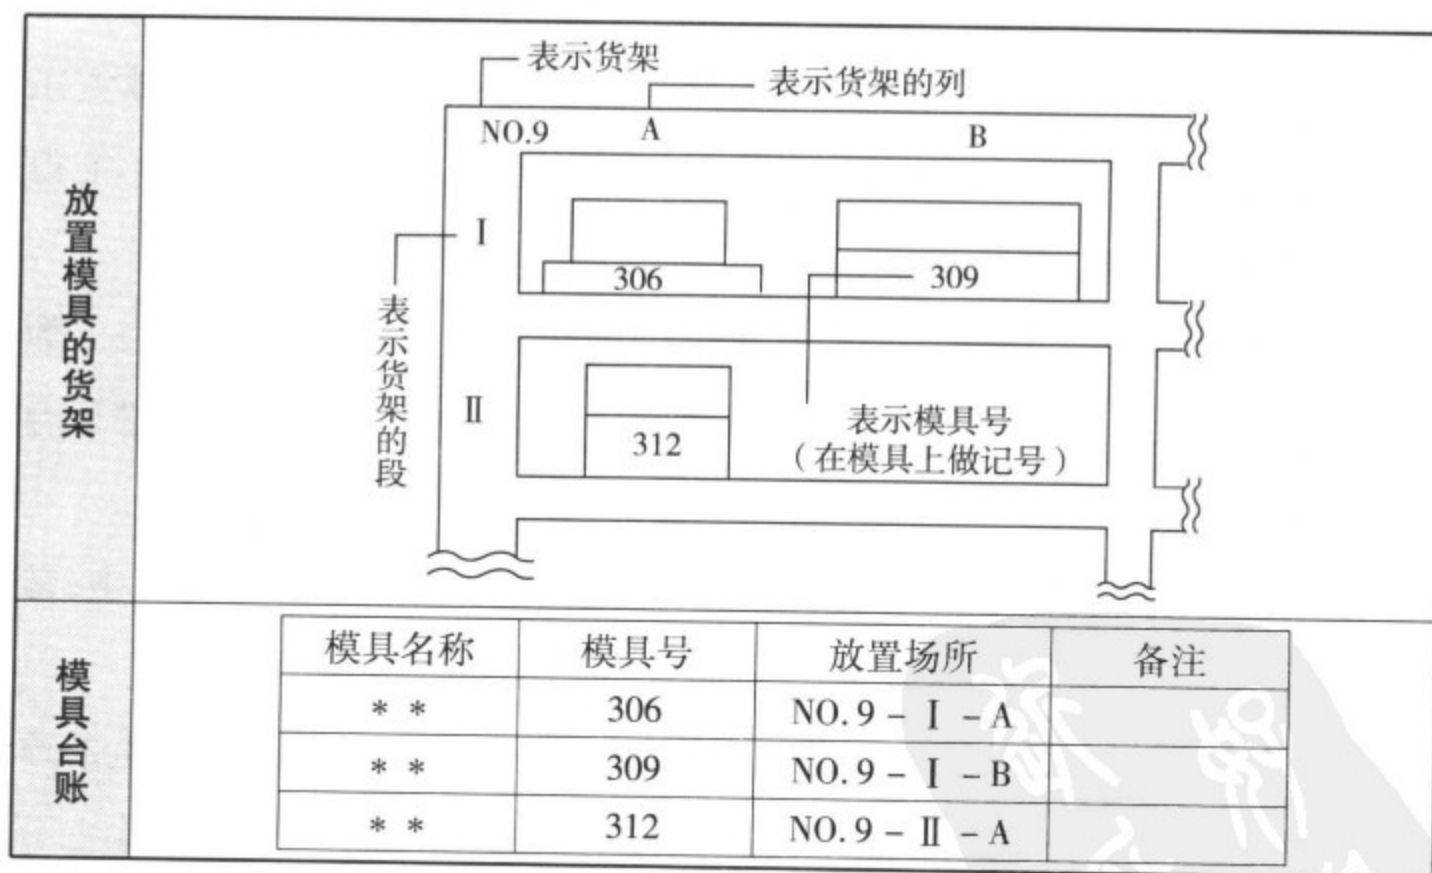 放置模具的货架
表示货架
表示货架的列
NO.9 A B
Ⅰ
306 309
表示货架的段
Ⅱ
312
表示模具号
（在模具上做记号）
模具台账
模具名称 模具号 放置场所 备注
* * 306 NO. 9 – Ⅰ – A
* * 309 NO. 9 – Ⅰ – B
* * 312 NO. 9 – Ⅱ – A